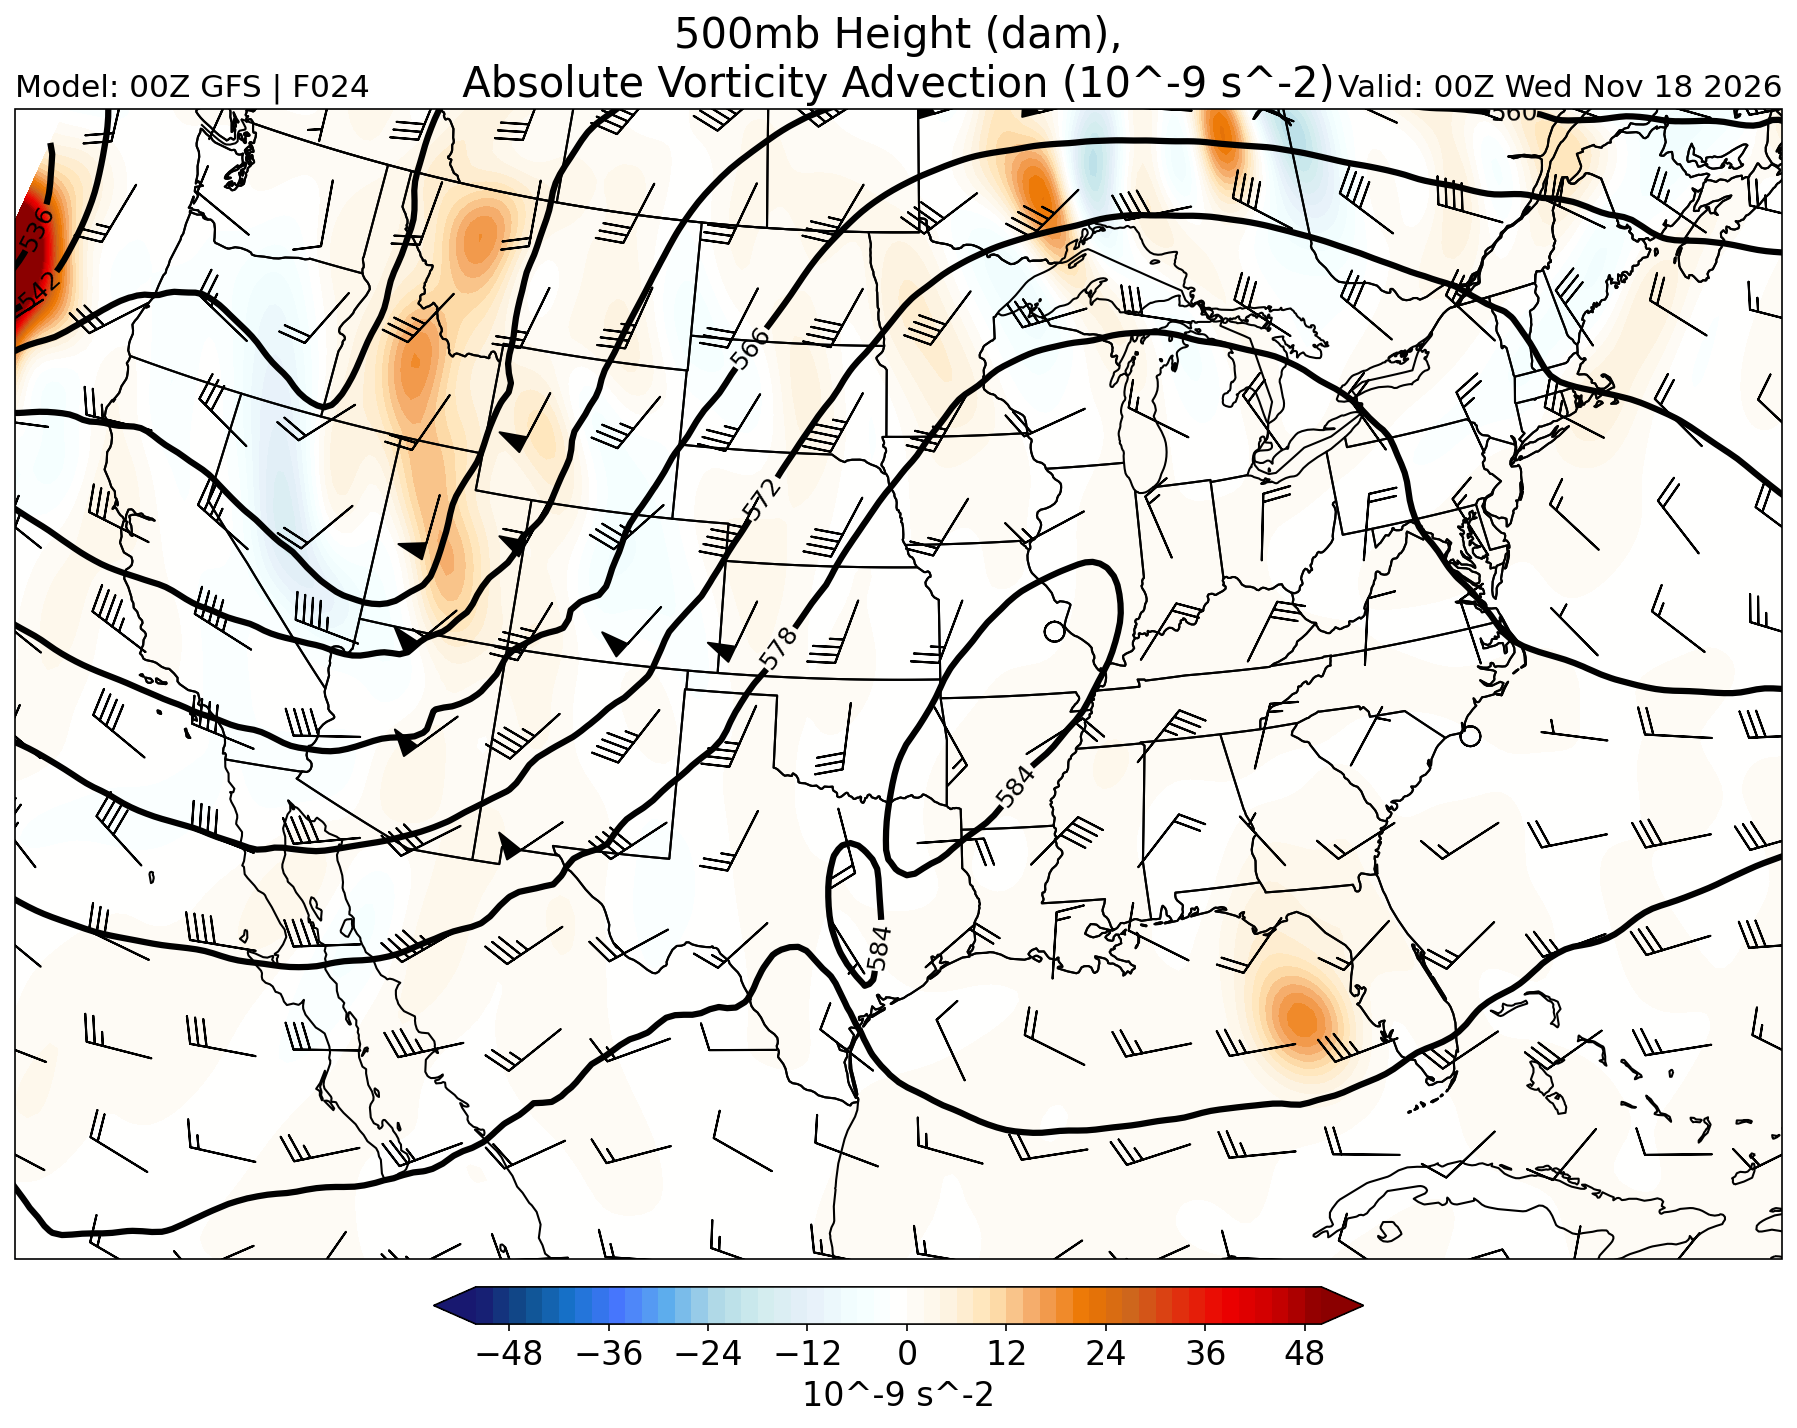 500mb Height (dam),
Model: 00Z GFS | F024
Absolute Vorticity Advection (10^-9 s^-2)
Valid: 00Z Wed Nov 18 2026
560
536
542
566
572
578
584
584
−48 −36 −24 −12 0 12 24 36 48
10^-9 s^-2